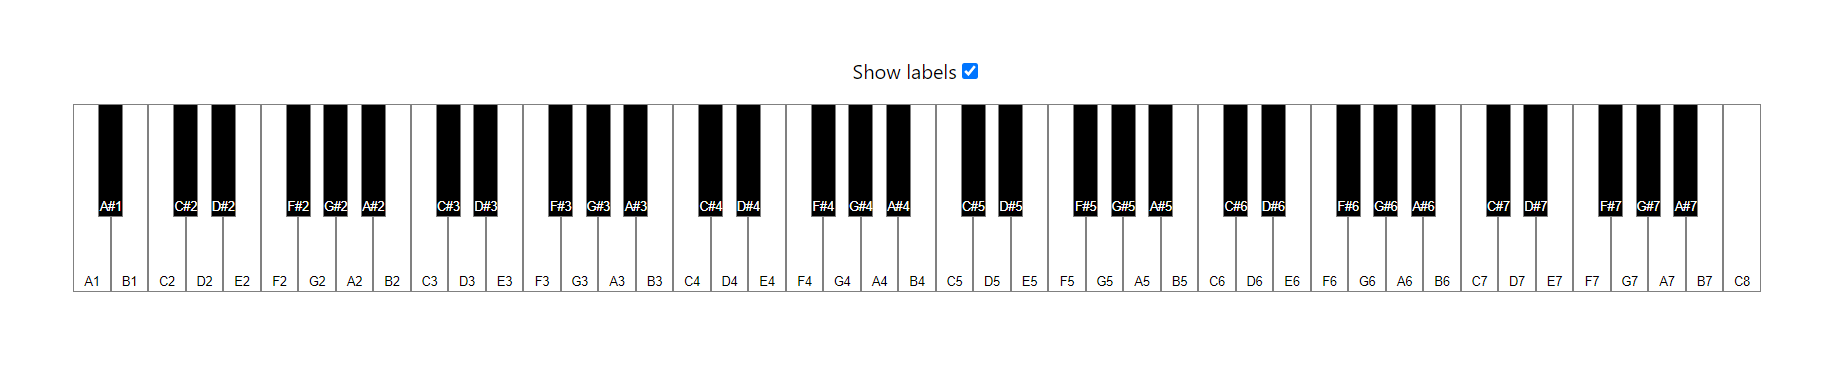 Show labels
A#1 C#2 D#2 F#2 G#2 A#2 C#3 D#3 F#3 G#3 A#3 C#4 D#4 F#4 G#4 A#4 C#5 D#5 F#5 G#5 A#5 C#6 D#6 F#6 G#6 A#6 C#7 D#7 F#7 G#7 A#7
A1 B1 C2 D2 E2 F2 G2 A2 B2 C3 D3 E3 F3 G3 A3 B3 C4 D4 E4 F4 G4 A4 B4 C5 D5 E5 F5 G5 A5 B5 C6 D6 E6 F6 G6 A6 B6 C7 D7 E7 F7 G7 A7 B7 C8